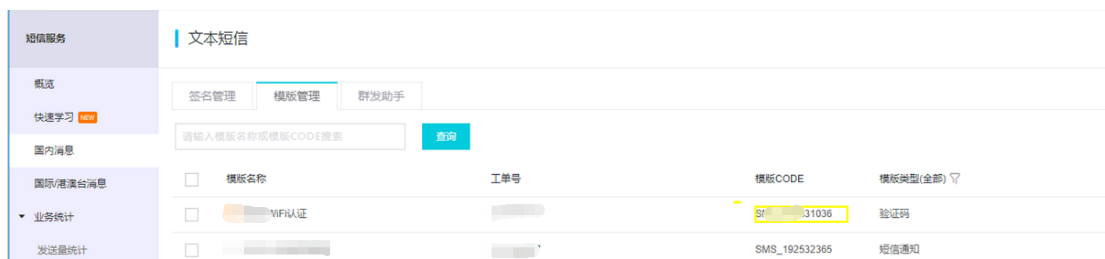 短信服务
文本短信
概览
快速学习 NEW
国内消息
国际/港澳台消息
业务统计
发送量统计
签名管理 模版管理 群发助手
请输入模版名称或模版CODE搜索 查询
模版名称 工单号 模版CODE 模版类型(全部)
WiFi认证 31036 验证码
SMS_192532365 短信通知